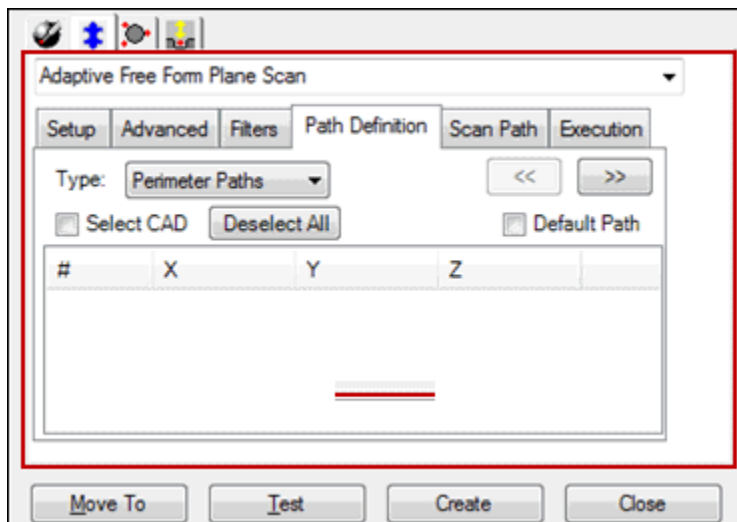 Adaptive Free Form Plane Scan
Setup Advanced Filters Path Definition Scan Path Execution
Type: Perimeter Paths << >>
Select CAD Deselect All Default Path
# X Y Z
Move To Test Create Close